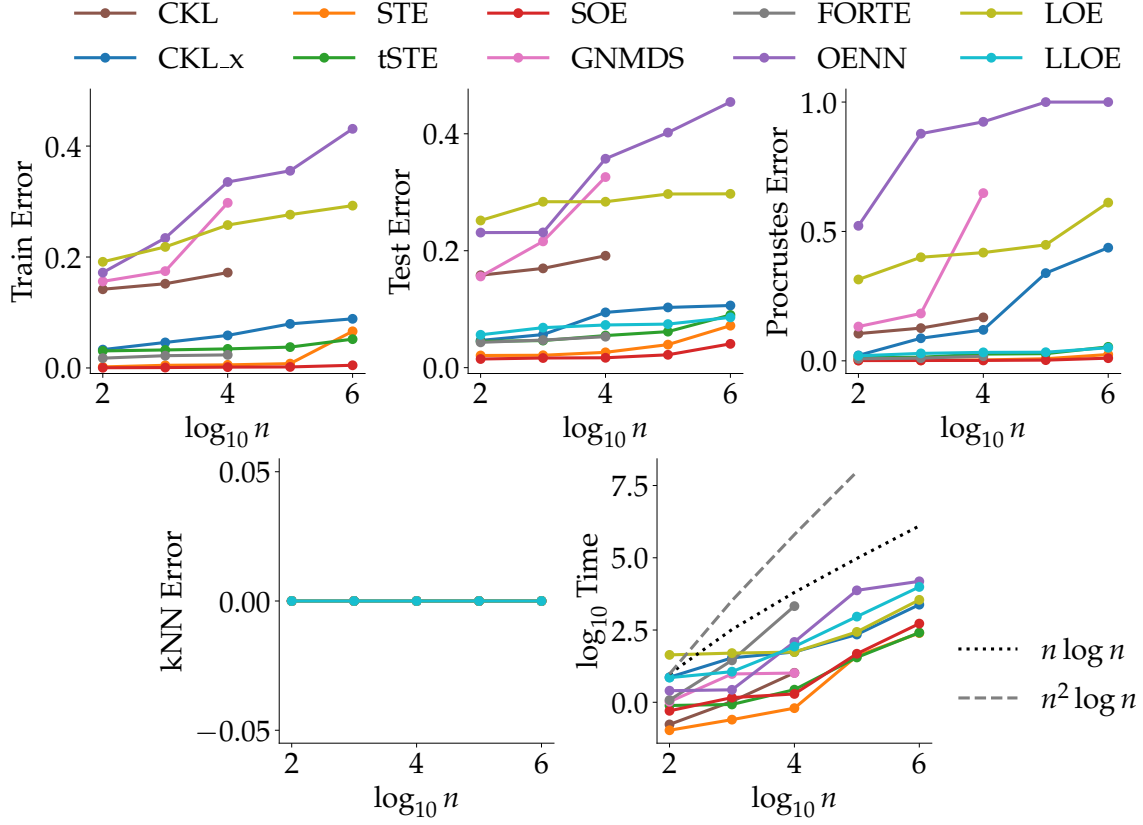 CKL STE SOE FORTE LOE
CKL_x tSTE GNMDS OENN LLOE
Train Error
0.4
0.2
0.0
2 4 6
log₁₀ n
Test Error
0.4
0.2
0.0
2 4 6
log₁₀ n
Procrustes Error
1.0
0.5
0.0
2 4 6
log₁₀ n
kNN Error
0.05
0.00
−0.05
2 4 6
log₁₀ n
log₁₀ Time
7.5
5.0
2.5
0.0
2 4 6
log₁₀ n
n log n
n² log n